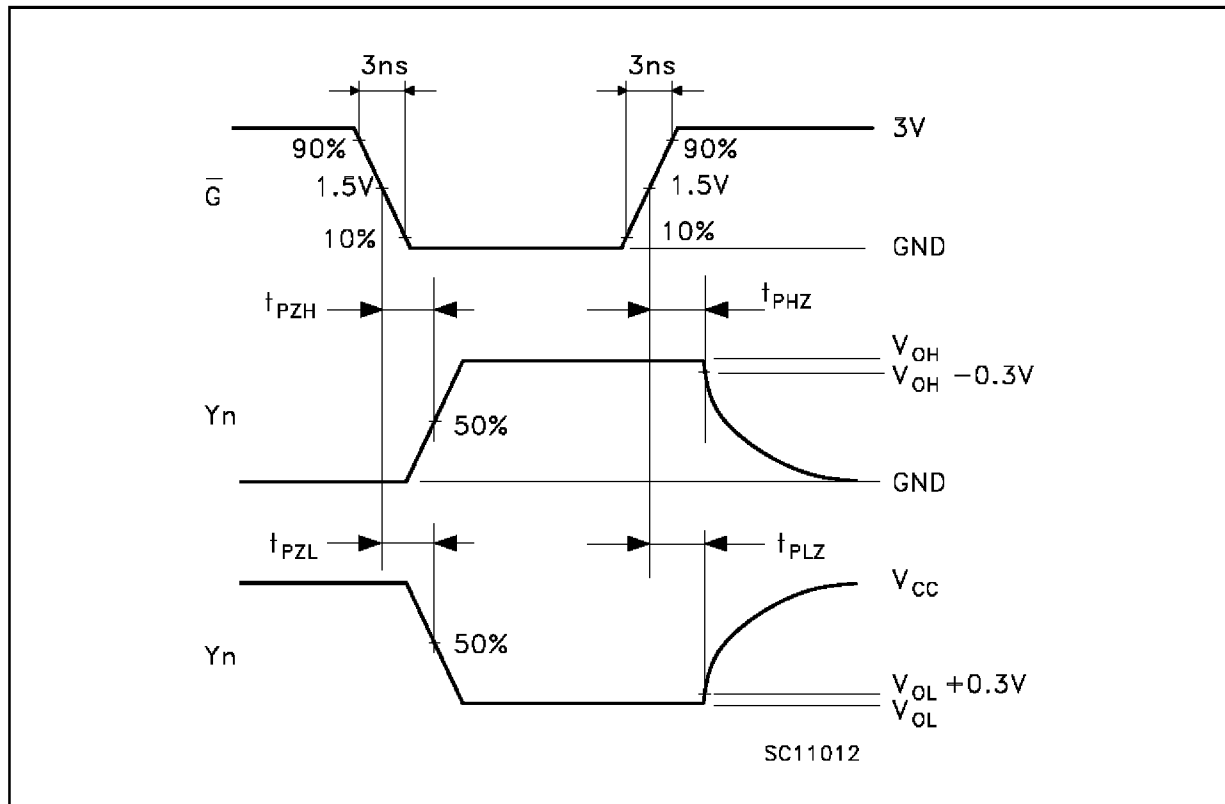 3ns 3ns
3V
90% 90%
G̅ 1.5V 1.5V
10% 10%
GND
tPZH tPHZ
VOH
VOH −0.3V
Yn 50%
GND
tPZL tPLZ
VCC
50%
Yn
VOL +0.3V
VOL
SC11012